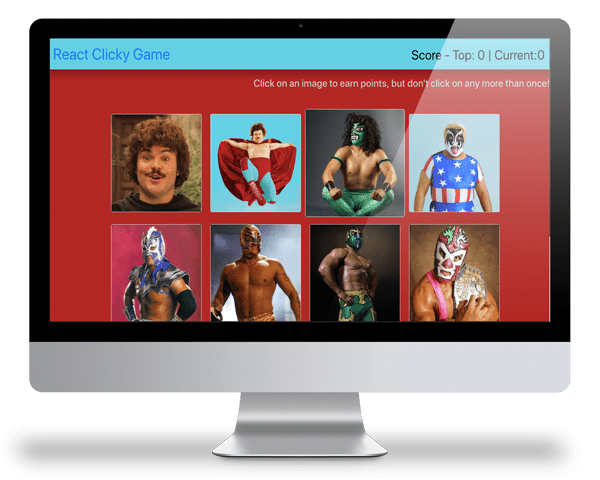 React Clicky Game
Score - Top: 0 | Current:0
Click on an image to earn points, but don't click on any more than once!